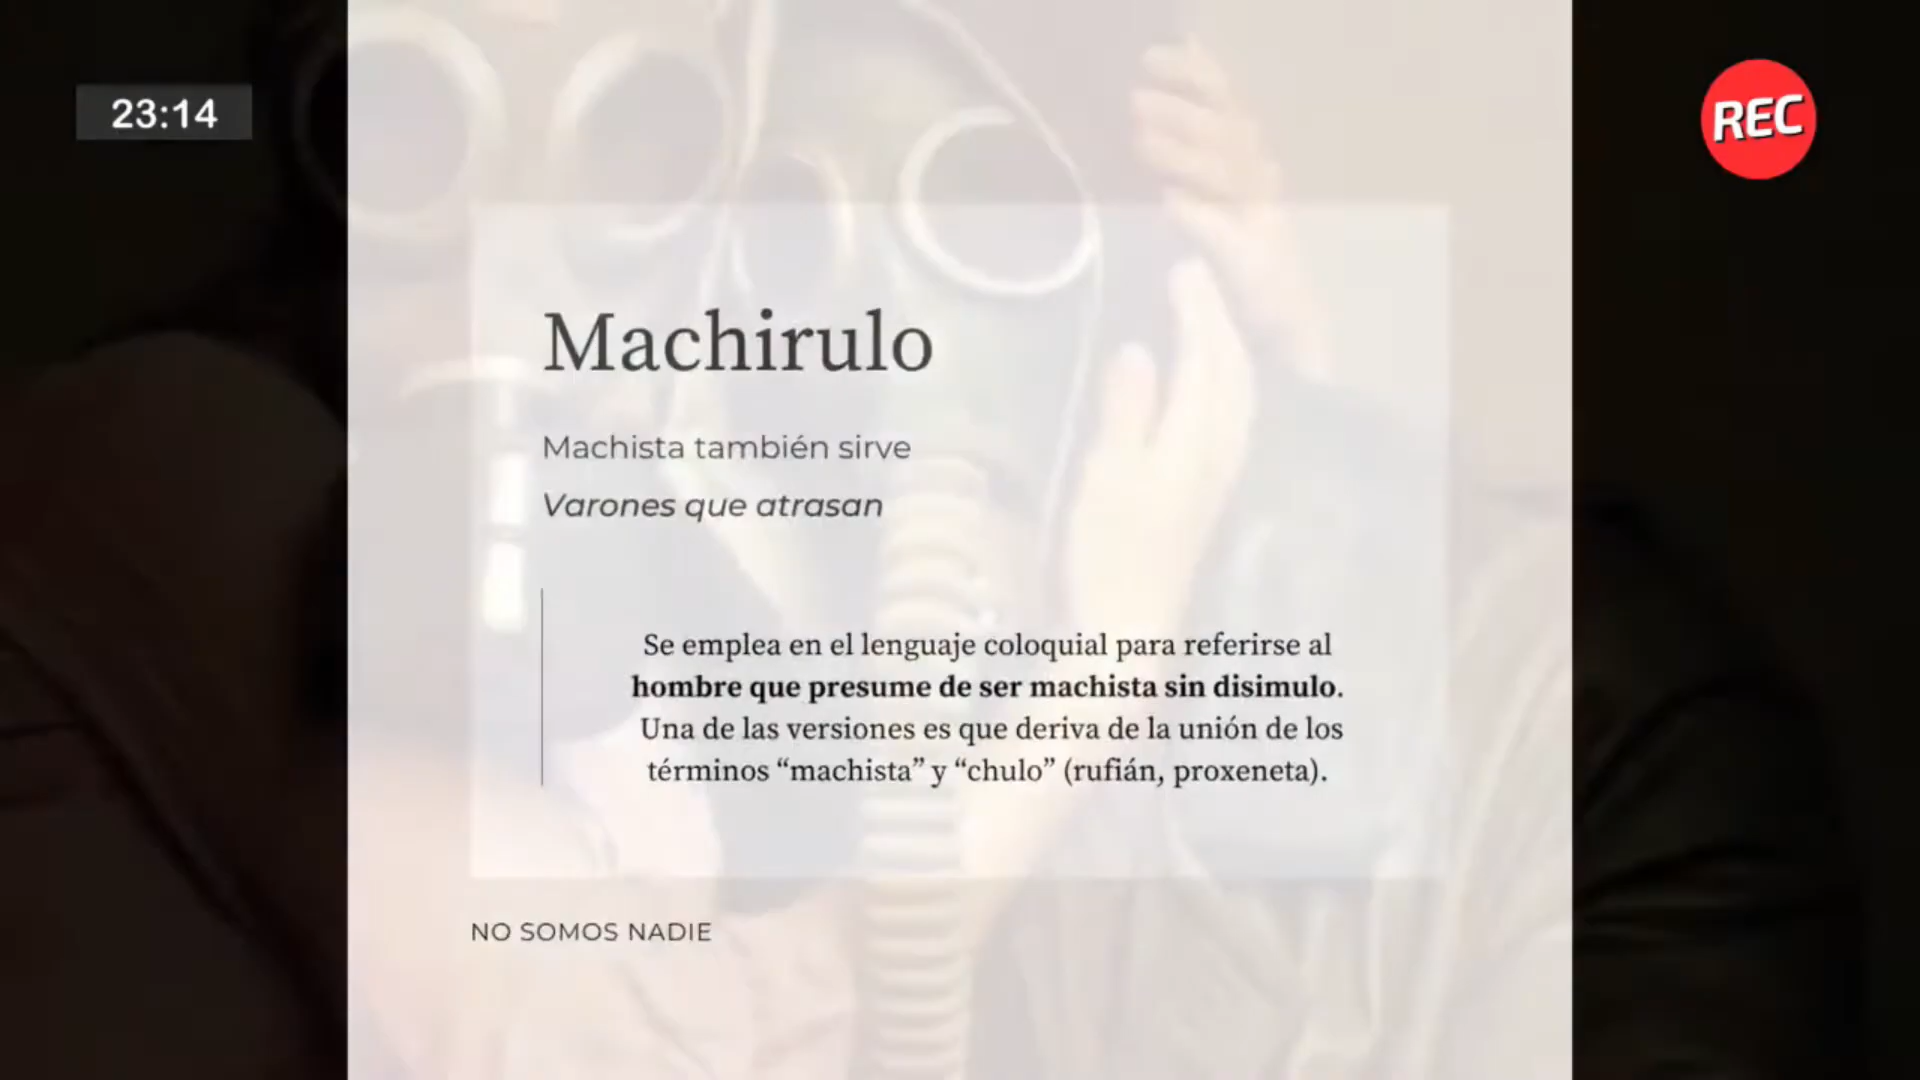 23:14
REC
Machirulo
Machista también sirve
Varones que atrasan
Se emplea en el lenguaje coloquial para referirse al
hombre que presume de ser machista sin disimulo.
Una de las versiones es que deriva de la unión de los
términos “machista” y “chulo” (rufián, proxeneta).
NO SOMOS NADIE